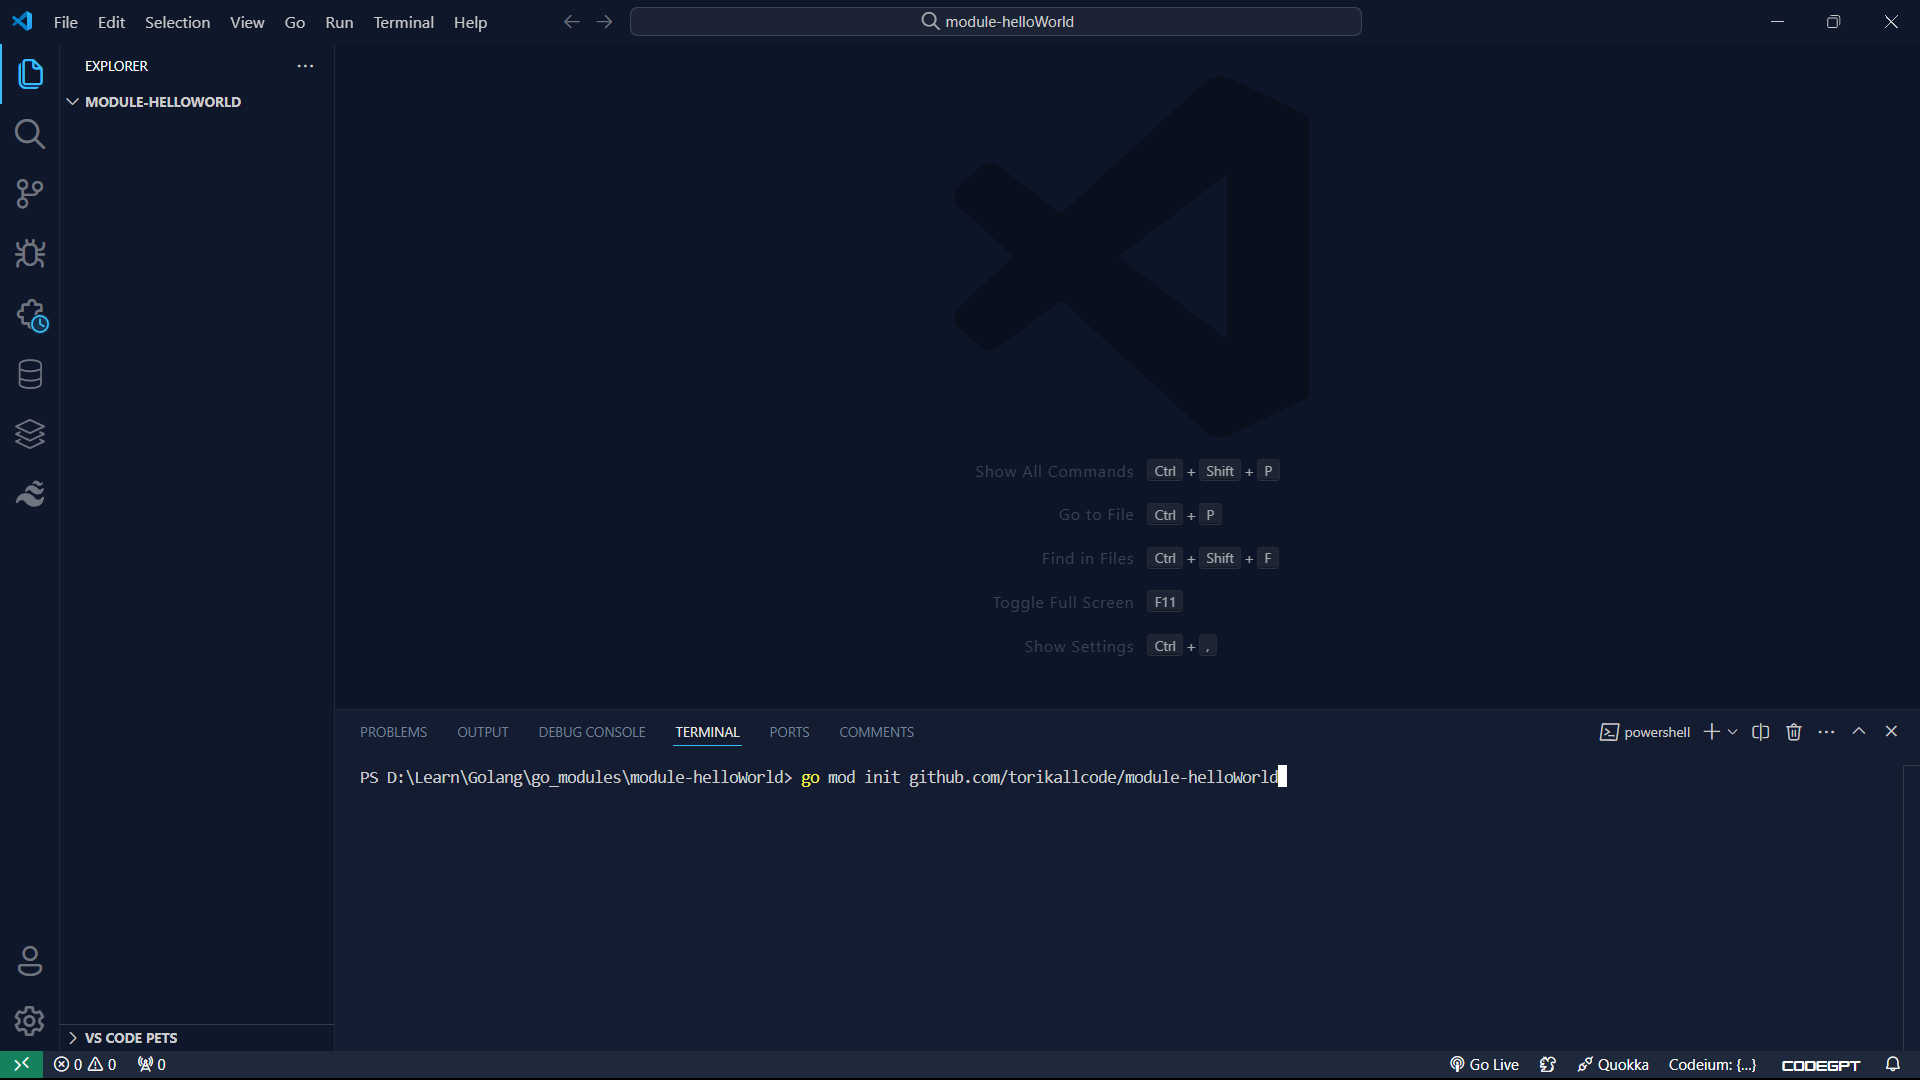 File Edit Selection View Go Run Terminal Help
module-helloWorld
EXPLORER
MODULE-HELLOWORLD
Show All Commands Ctrl + Shift + P
Go to File Ctrl + P
Find in Files Ctrl + Shift + F
Toggle Full Screen F11
Show Settings Ctrl + ,
PROBLEMS OUTPUT DEBUG CONSOLE TERMINAL PORTS COMMENTS
powershell
PS D:\Learn\Golang\go_modules\module-helloWorld> go mod init github.com/torikallcode/module-helloWorld
VS CODE PETS
0 0 0
Go Live Quokka Codeium: {...} CODEGPT